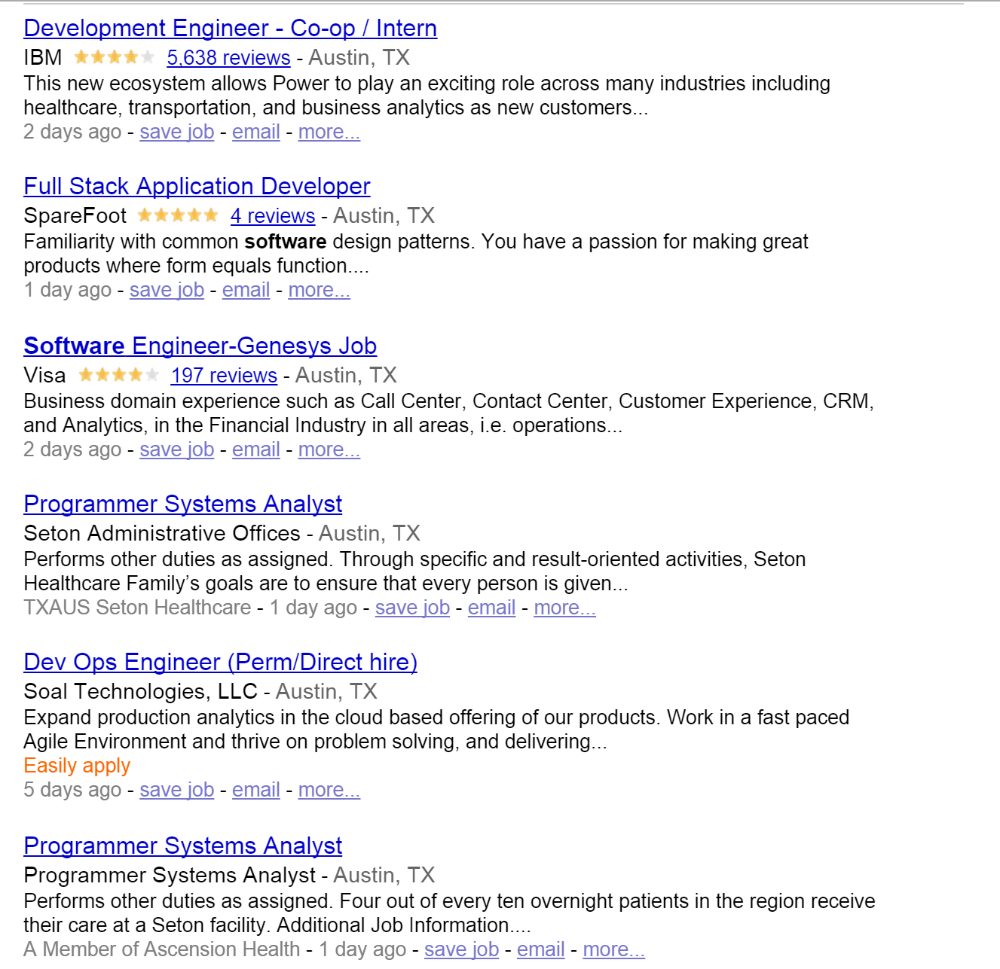 Development Engineer - Co-op / Intern
IBM 5,638 reviews - Austin, TX
This new ecosystem allows Power to play an exciting role across many industries including
healthcare, transportation, and business analytics as new customers...
2 days ago - save job - email - more...
Full Stack Application Developer
SpareFoot 4 reviews - Austin, TX
Familiarity with common software design patterns. You have a passion for making great
products where form equals function....
1 day ago - save job - email - more...
Software Engineer-Genesys Job
Visa 197 reviews - Austin, TX
Business domain experience such as Call Center, Contact Center, Customer Experience, CRM,
and Analytics, in the Financial Industry in all areas, i.e. operations...
2 days ago - save job - email - more...
Programmer Systems Analyst
Seton Administrative Offices - Austin, TX
Performs other duties as assigned. Through specific and result-oriented activities, Seton
Healthcare Family’s goals are to ensure that every person is given...
TXAUS Seton Healthcare - 1 day ago - save job - email - more...
Dev Ops Engineer (Perm/Direct hire)
Soal Technologies, LLC - Austin, TX
Expand production analytics in the cloud based offering of our products. Work in a fast paced
Agile Environment and thrive on problem solving, and delivering...
Easily apply
5 days ago - save job - email - more...
Programmer Systems Analyst
Programmer Systems Analyst - Austin, TX
Performs other duties as assigned. Four out of every ten overnight patients in the region receive
their care at a Seton facility. Additional Job Information....
A Member of Ascension Health - 1 day ago - save job - email - more...